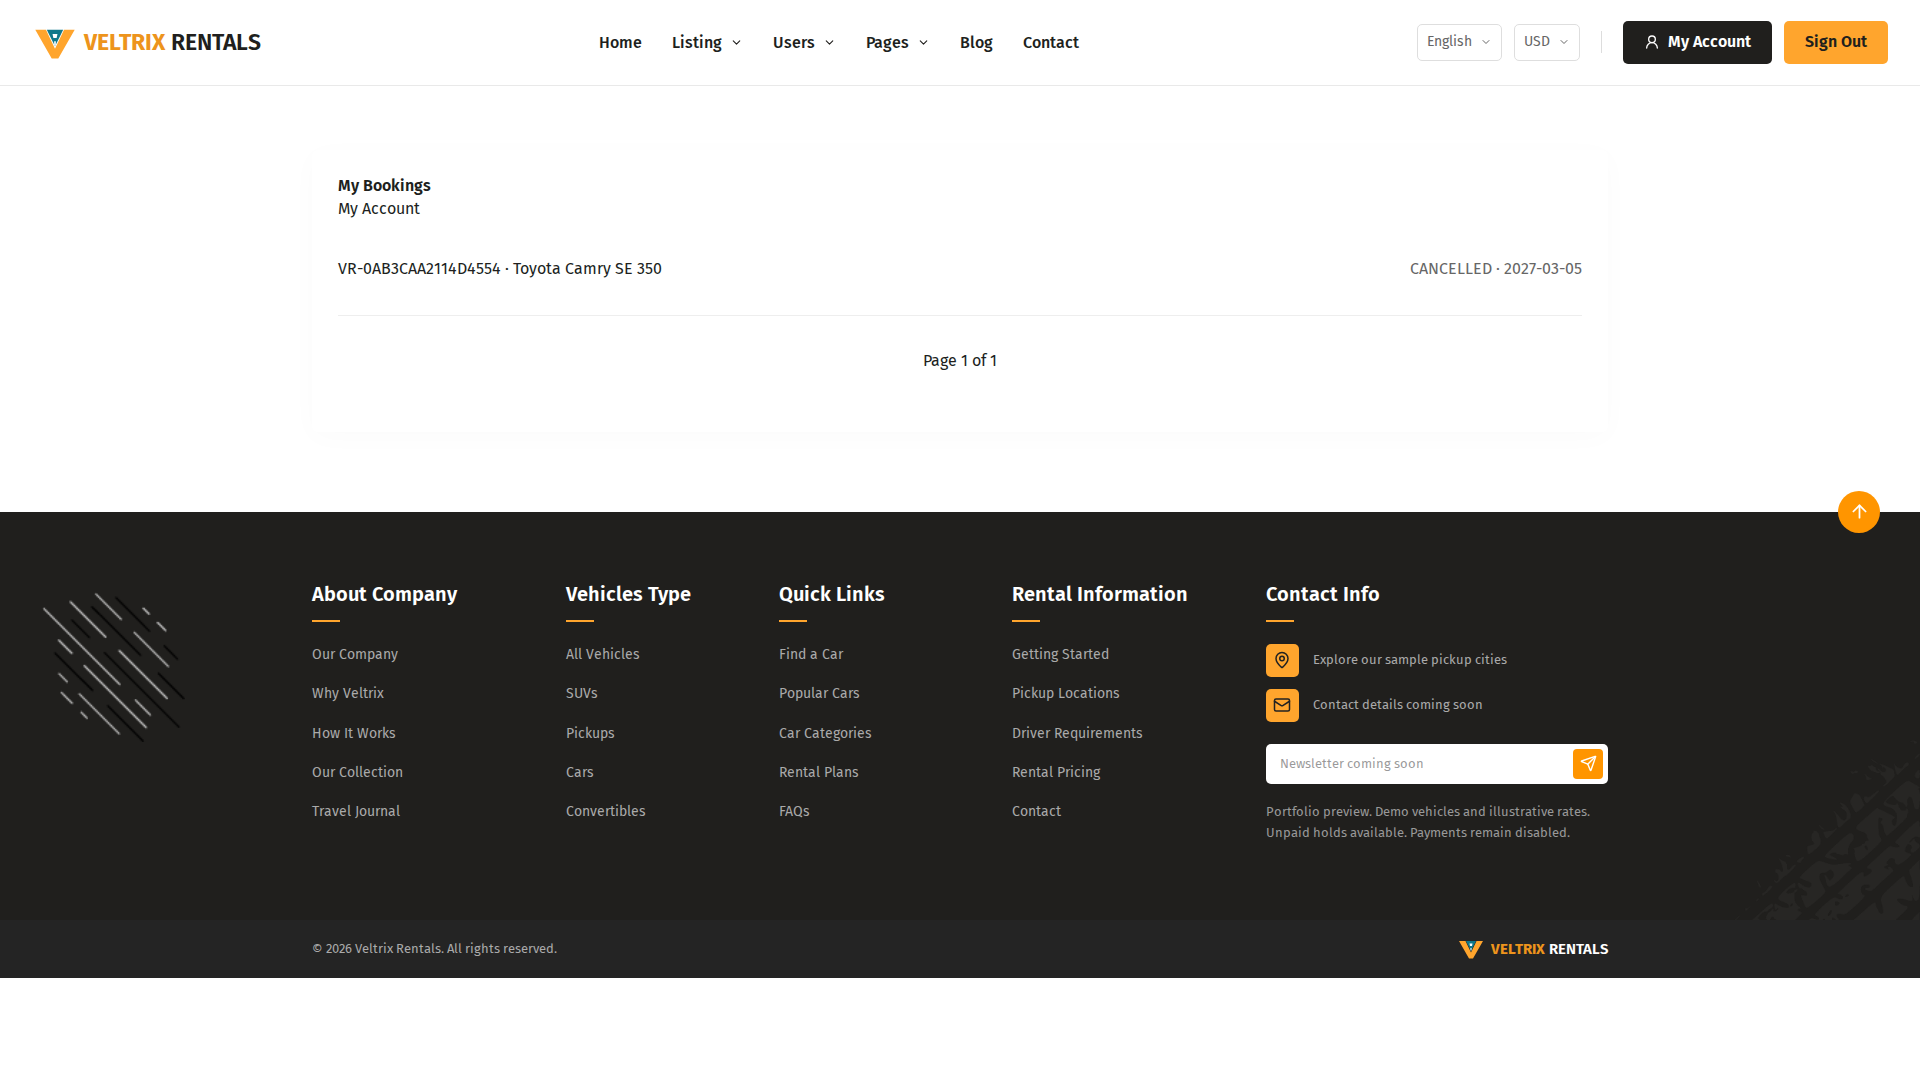 VELTRIX RENTALS
Home
Listing
Users
Pages
Blog
Contact
English
USD
My Account
Sign Out
My Bookings
My Account
VR-0AB3CAA2114D4554 · Toyota Camry SE 350
CANCELLED · 2027-03-05
Page 1 of 1
About Company
Our Company
Why Veltrix
How It Works
Our Collection
Travel Journal
Vehicles Type
All Vehicles
SUVs
Pickups
Cars
Convertibles
Quick Links
Find a Car
Popular Cars
Car Categories
Rental Plans
FAQs
Rental Information
Getting Started
Pickup Locations
Driver Requirements
Rental Pricing
Contact
Contact Info
Explore our sample pickup cities
Contact details coming soon
Newsletter coming soon
Portfolio preview. Demo vehicles and illustrative rates.
Unpaid holds available. Payments remain disabled.
© 2026 Veltrix Rentals. All rights reserved.
VELTRIX RENTALS